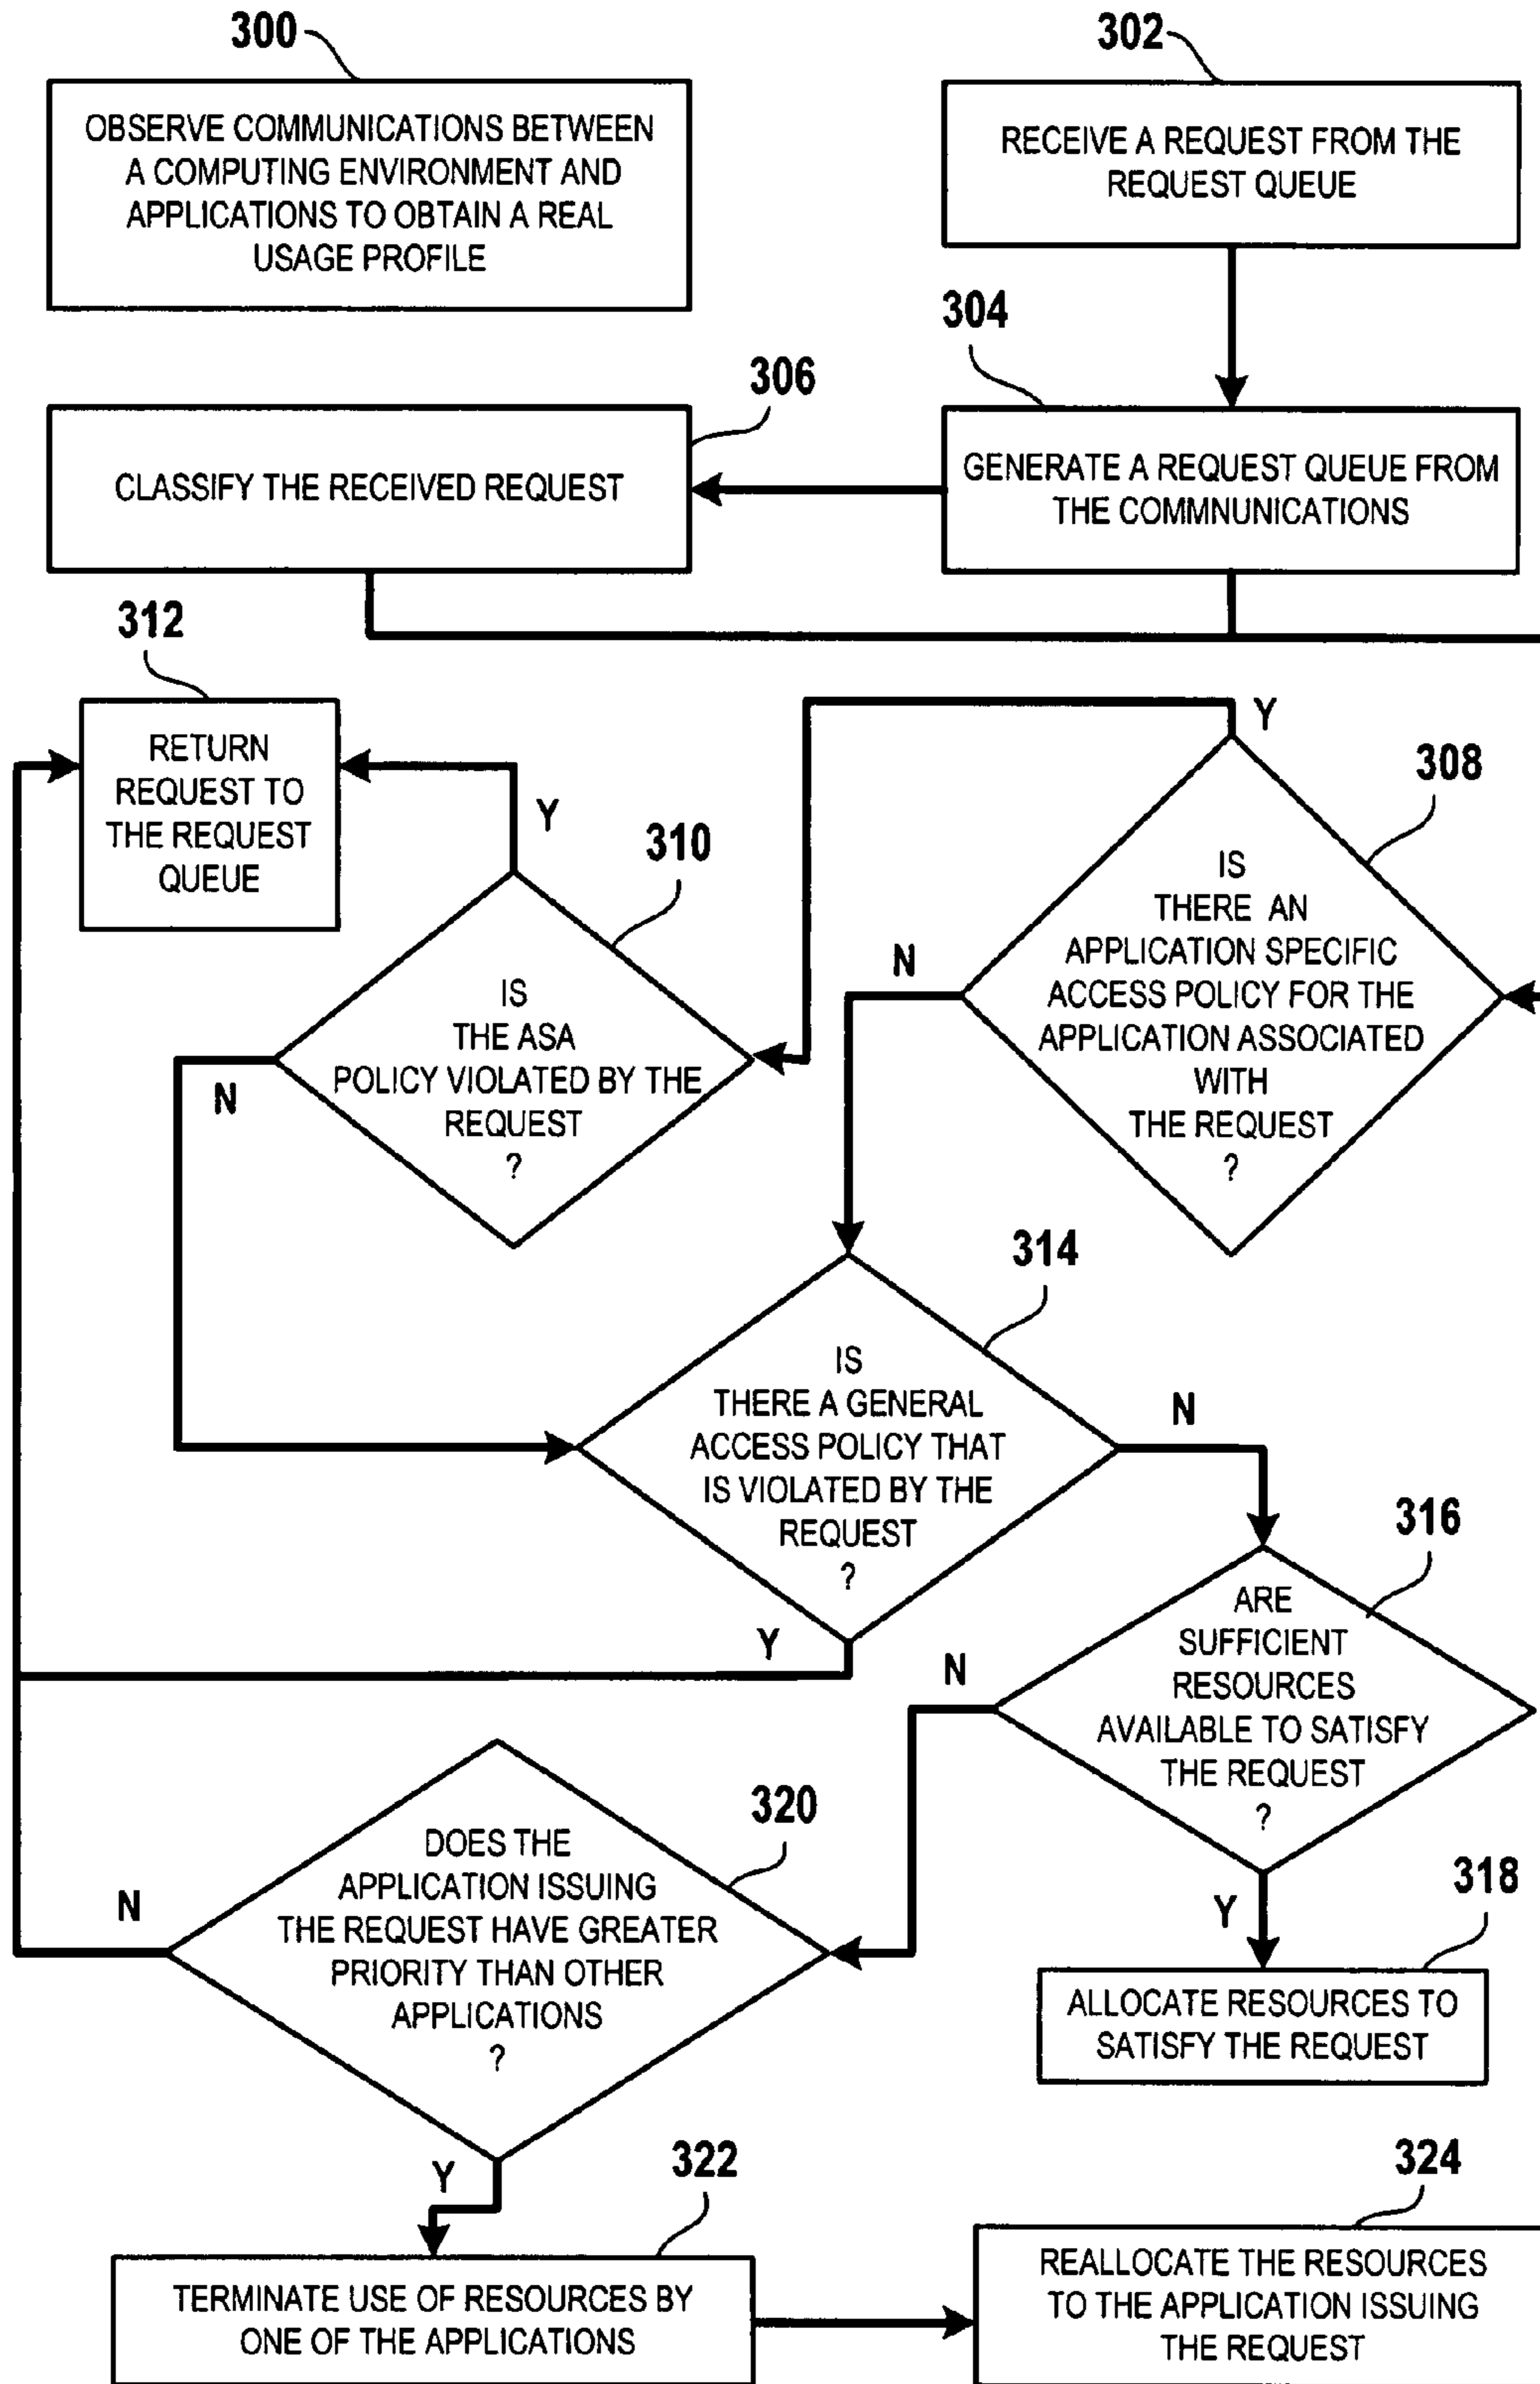 300
OBSERVE COMMUNICATIONS BETWEEN
A COMPUTING ENVIRONMENT AND
APPLICATIONS TO OBTAIN A REAL
USAGE PROFILE
302
RECEIVE A REQUEST FROM THE
REQUEST QUEUE
304
GENERATE A REQUEST QUEUE FROM
THE COMMNUNICATIONS
306
CLASSIFY THE RECEIVED REQUEST
308
IS
THERE AN
APPLICATION SPECIFIC
ACCESS POLICY FOR THE
APPLICATION ASSOCIATED
WITH
THE REQUEST
?
Y
N
310
IS
THE ASA
POLICY VIOLATED BY THE
REQUEST
?
Y
N
312
RETURN
REQUEST TO
THE REQUEST
QUEUE
314
IS
THERE A GENERAL
ACCESS POLICY THAT
IS VIOLATED BY THE
REQUEST
?
N
Y
316
ARE
SUFFICIENT
RESOURCES
AVAILABLE TO SATISFY
THE REQUEST
?
N
Y
318
ALLOCATE RESOURCES TO
SATISFY THE REQUEST
320
DOES THE
APPLICATION ISSUING
THE REQUEST HAVE GREATER
PRIORITY THAN OTHER
APPLICATIONS
?
N
Y
322
TERMINATE USE OF RESOURCES BY
ONE OF THE APPLICATIONS
324
REALLOCATE THE RESOURCES
TO THE APPLICATION ISSUING
THE REQUEST